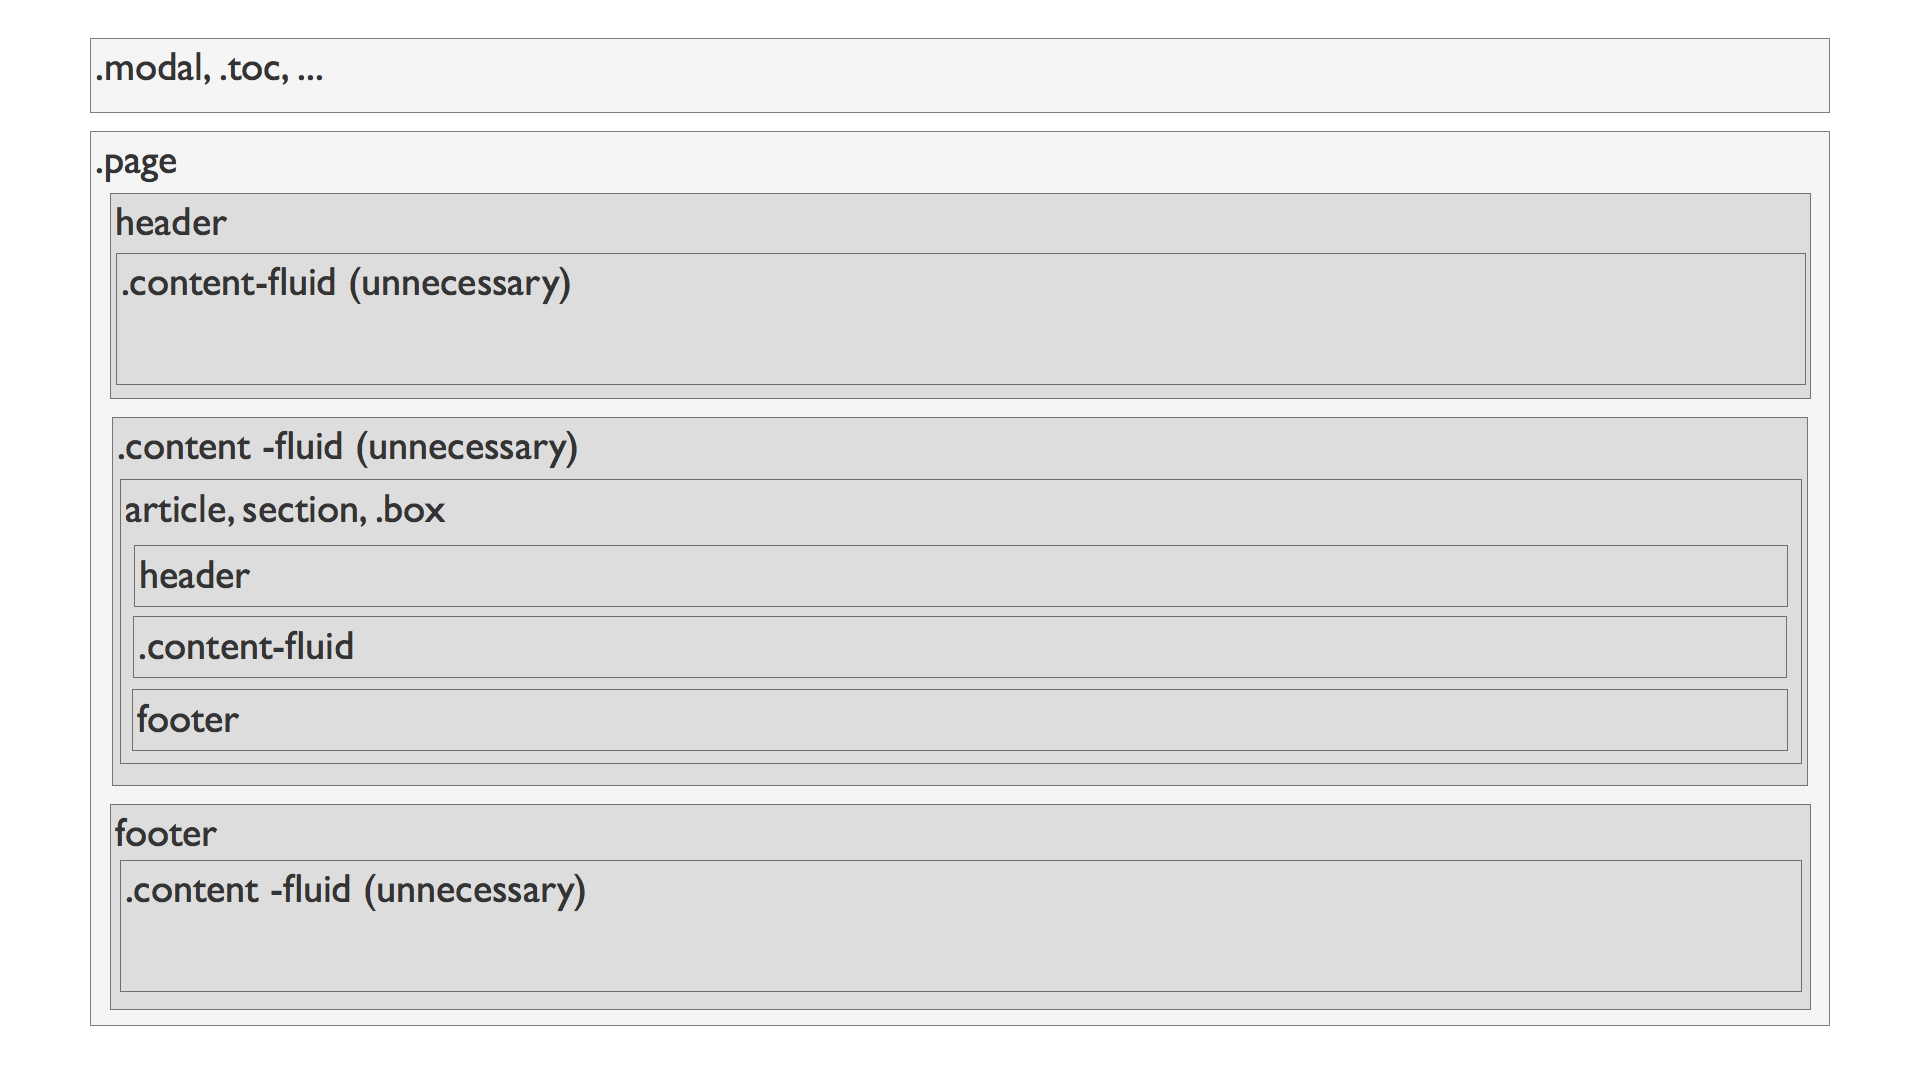 .modal, .toc, ...
.page
header
.content-fluid (unnecessary)
.content -fluid (unnecessary)
article, section, .box
header
.content-fluid
footer
footer
.content -fluid (unnecessary)